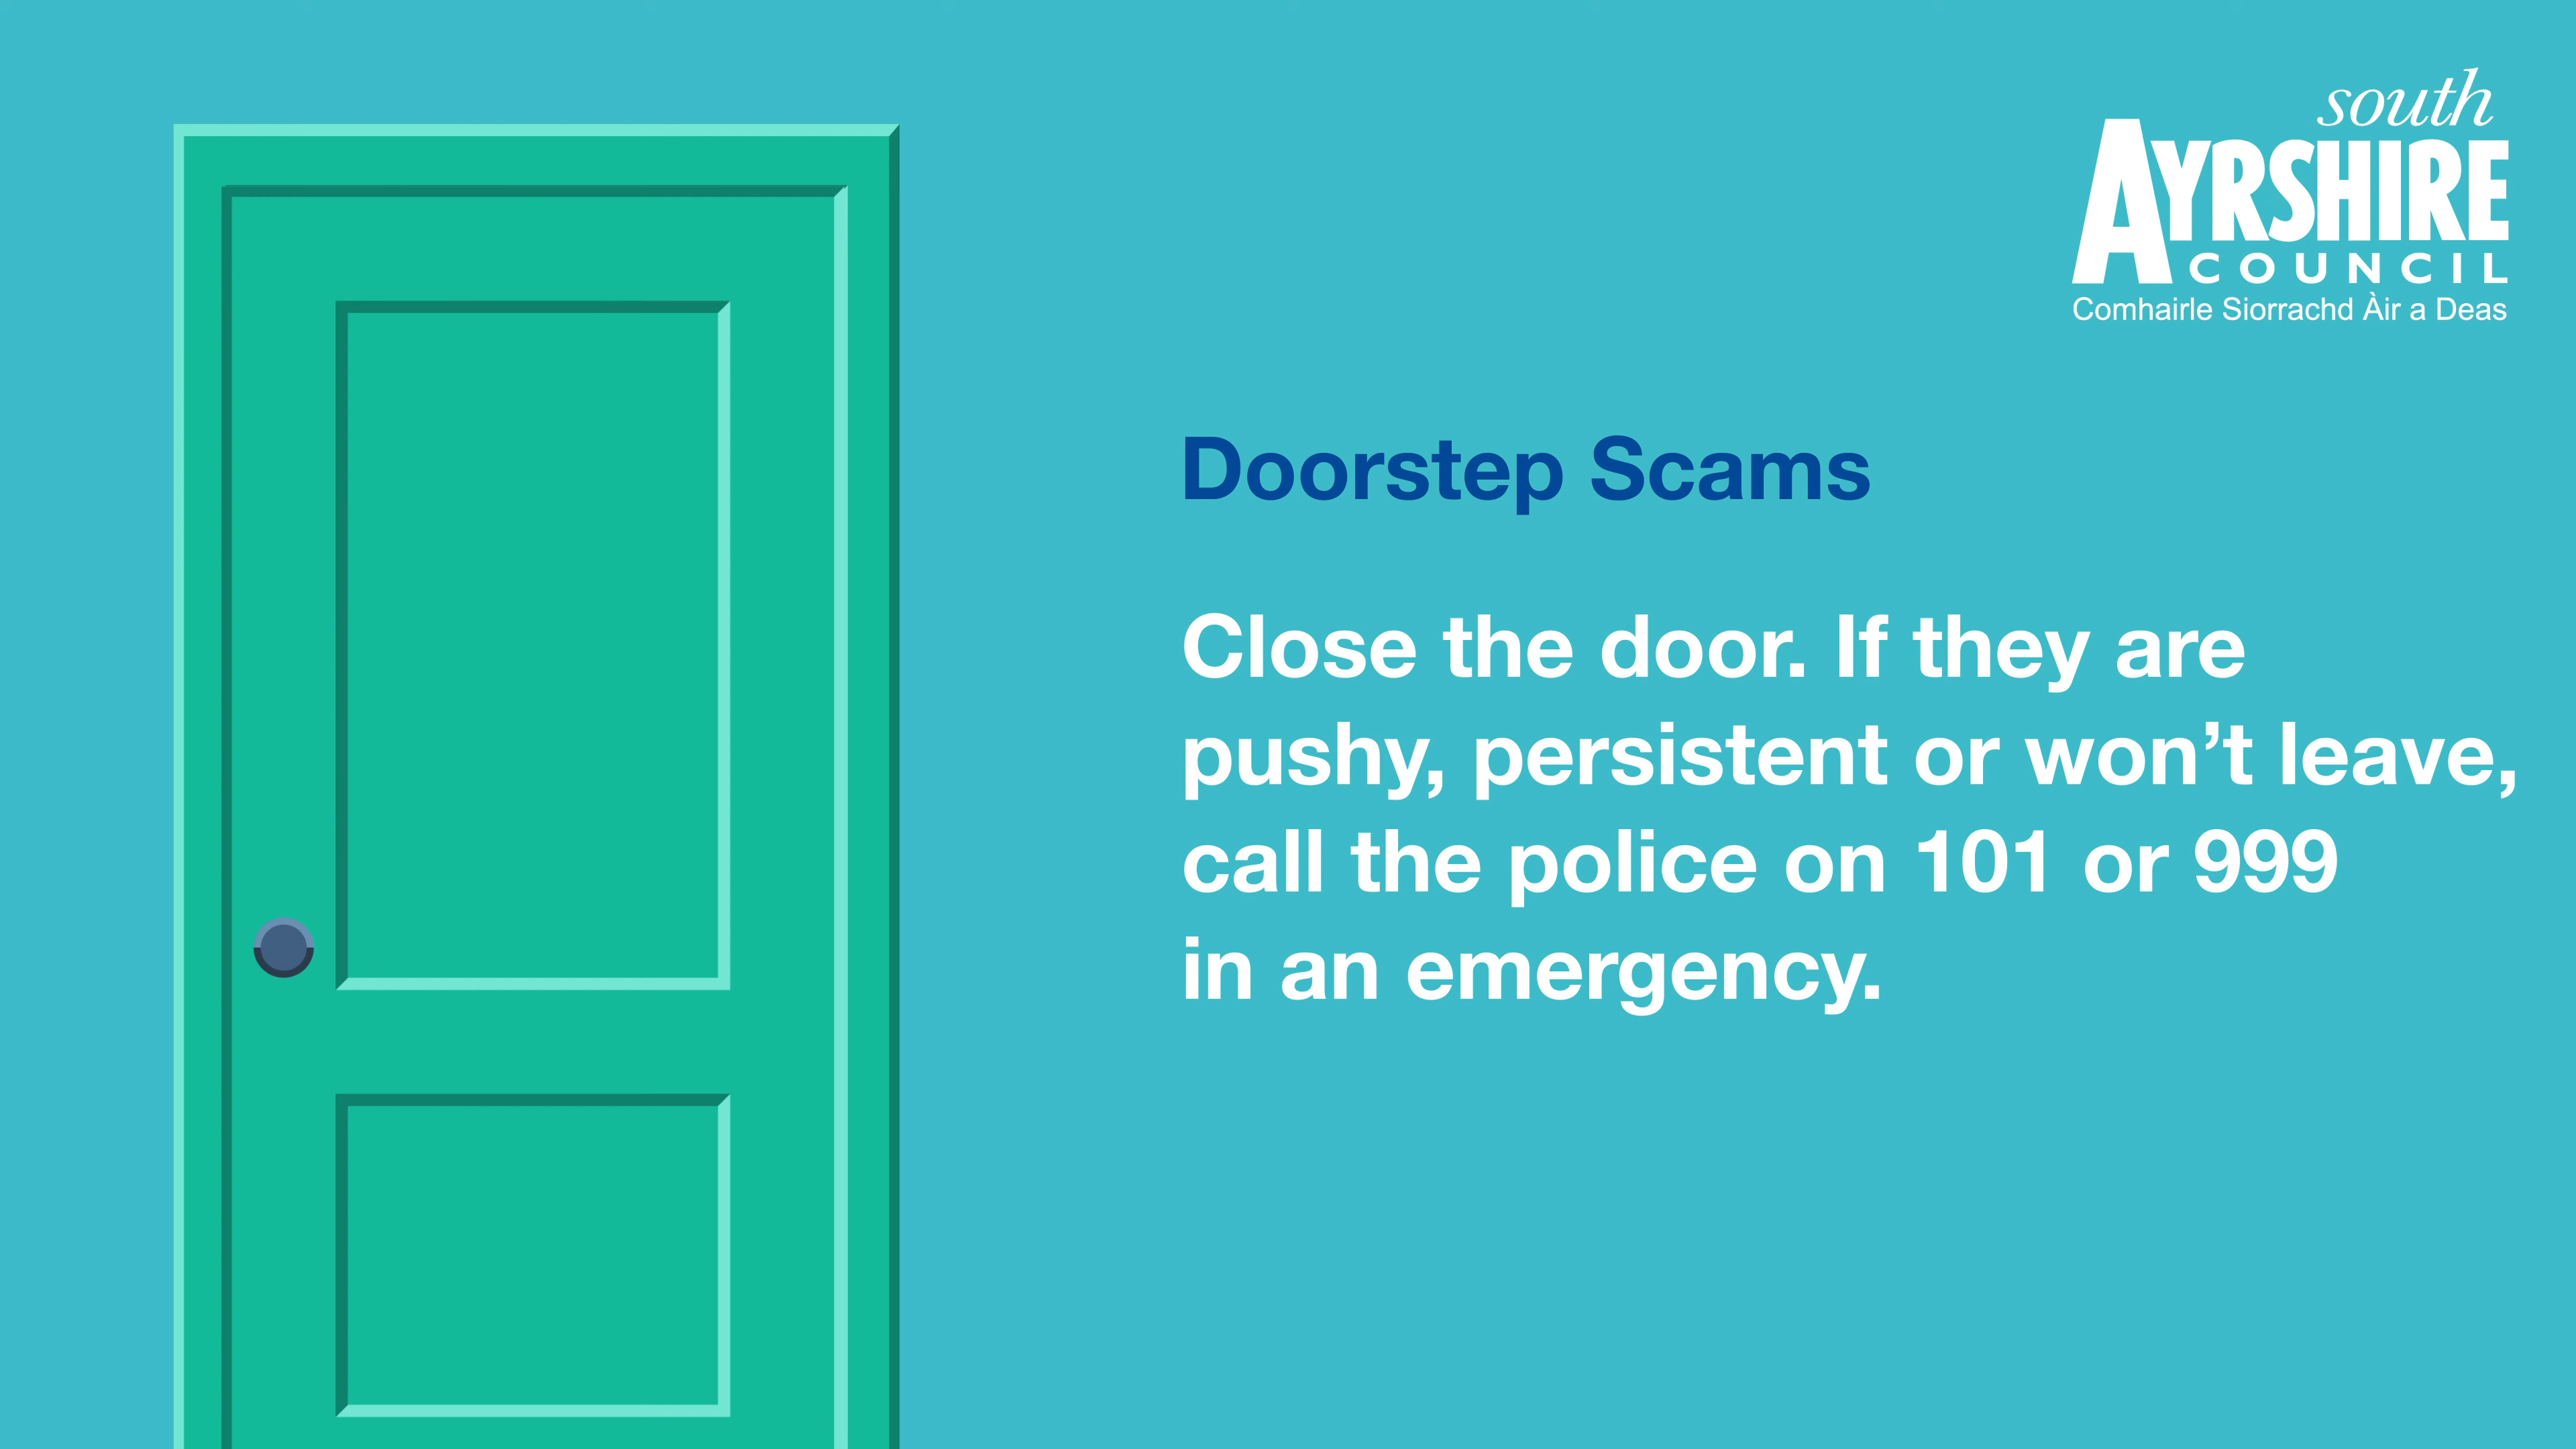 south
AYRSHIRE
COUNCIL
Comhairle Siorrachd Àir a Deas
Doorstep Scams
Close the door. If they are
pushy, persistent or won’t leave,
call the police on 101 or 999
in an emergency.